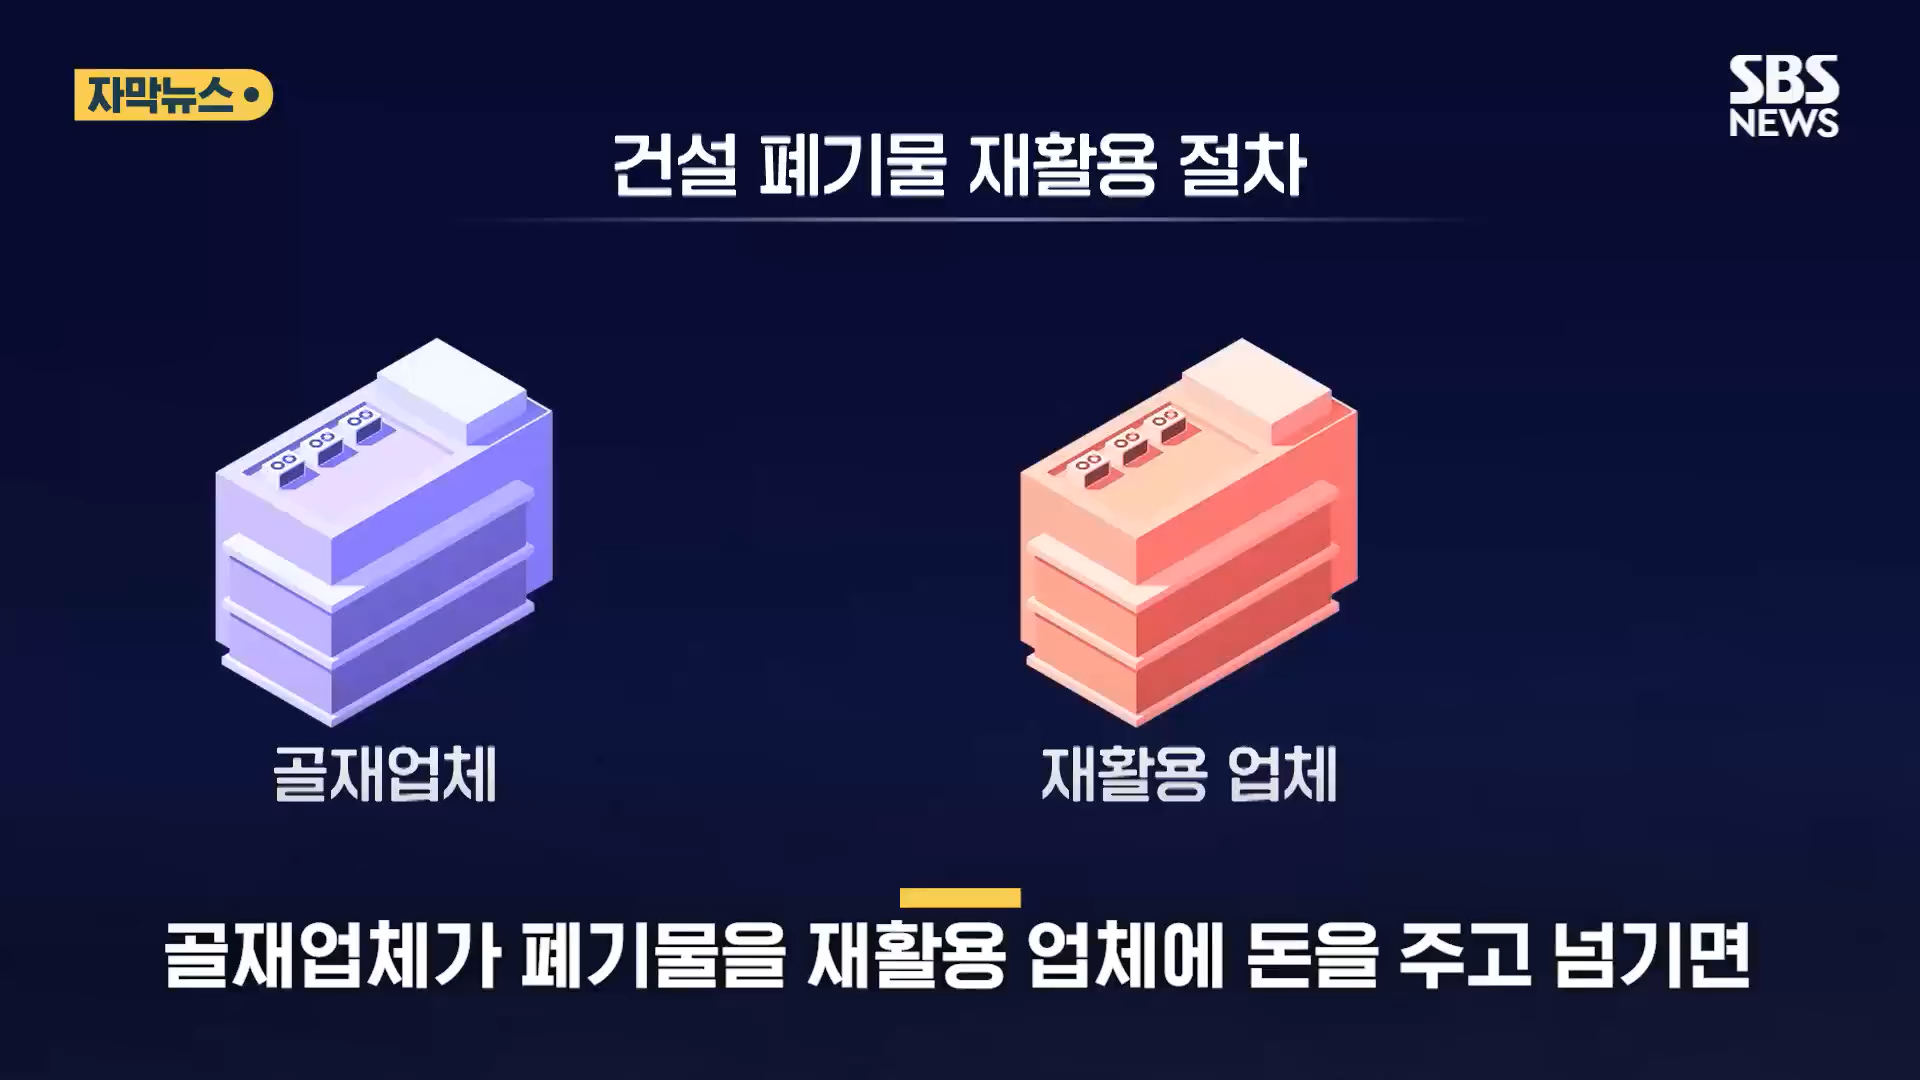 자막뉴스
SBS
NEWS
건설 폐기물 재활용 절차
골재업체
재활용 업체
골재업체가 폐기물을 재활용 업체에 돈을 주고 넘기면